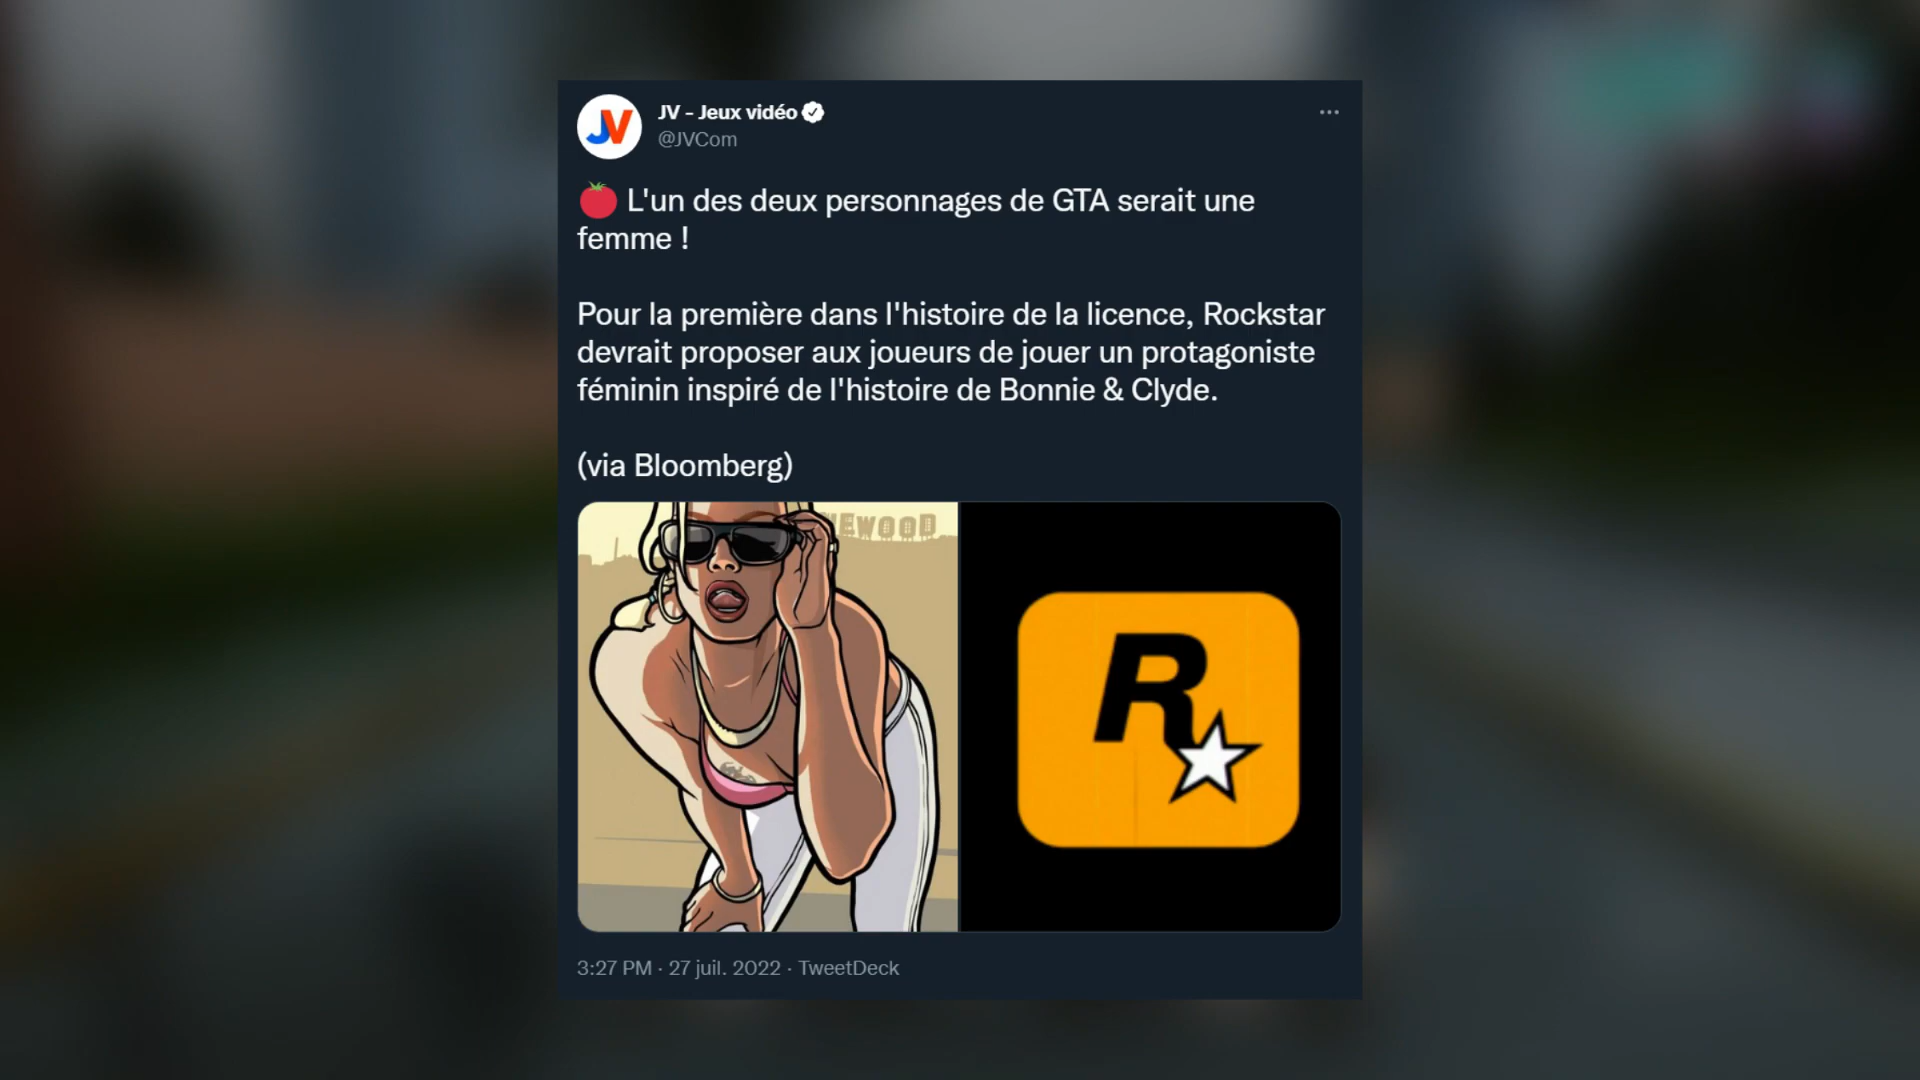 JV - Jeux vidéo
@JVCom
🍅 L'un des deux personnages de GTA serait une
femme !
Pour la première dans l'histoire de la licence, Rockstar
devrait proposer aux joueurs de jouer un protagoniste
féminin inspiré de l'histoire de Bonnie & Clyde.
(via Bloomberg)
EWOOD
R
3:27 PM · 27 juil. 2022 · TweetDeck